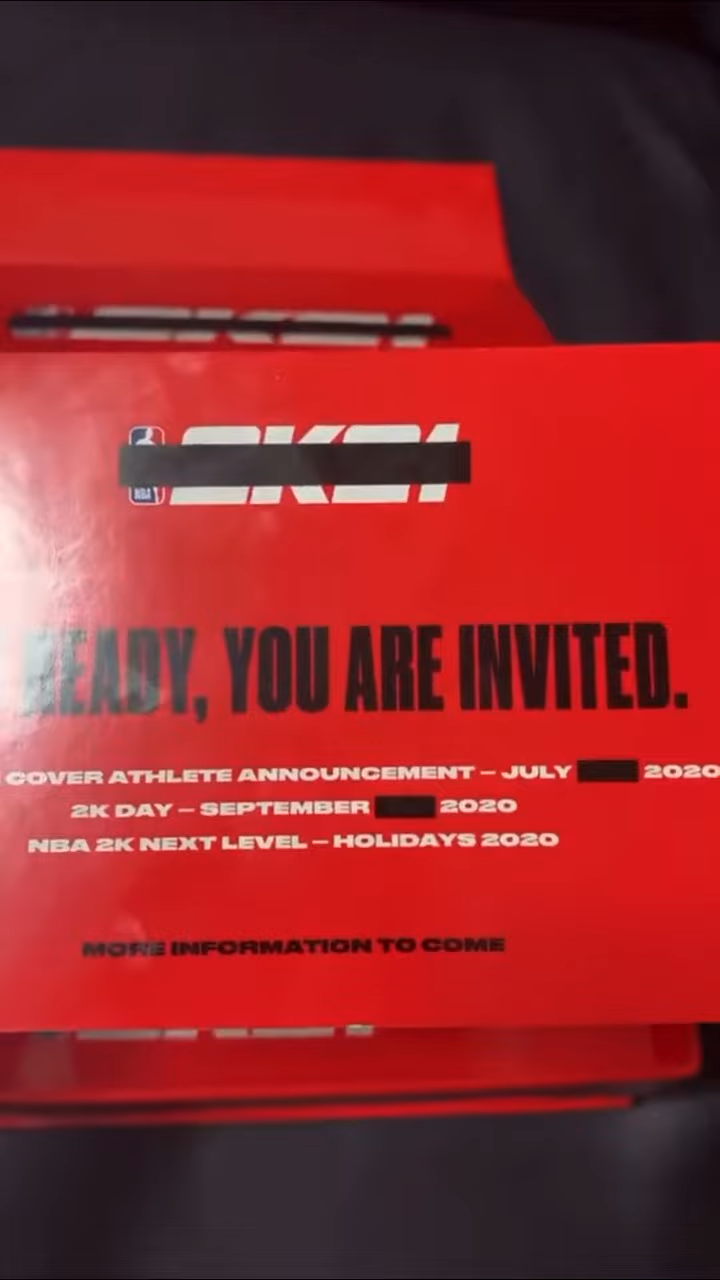 2K21
NBA
READY, YOU ARE INVITED.
COVER ATHLETE ANNOUNCEMENT – JULY 2020
2K DAY – SEPTEMBER 2020
NBA 2K NEXT LEVEL – HOLIDAYS 2020
MORE INFORMATION TO COME